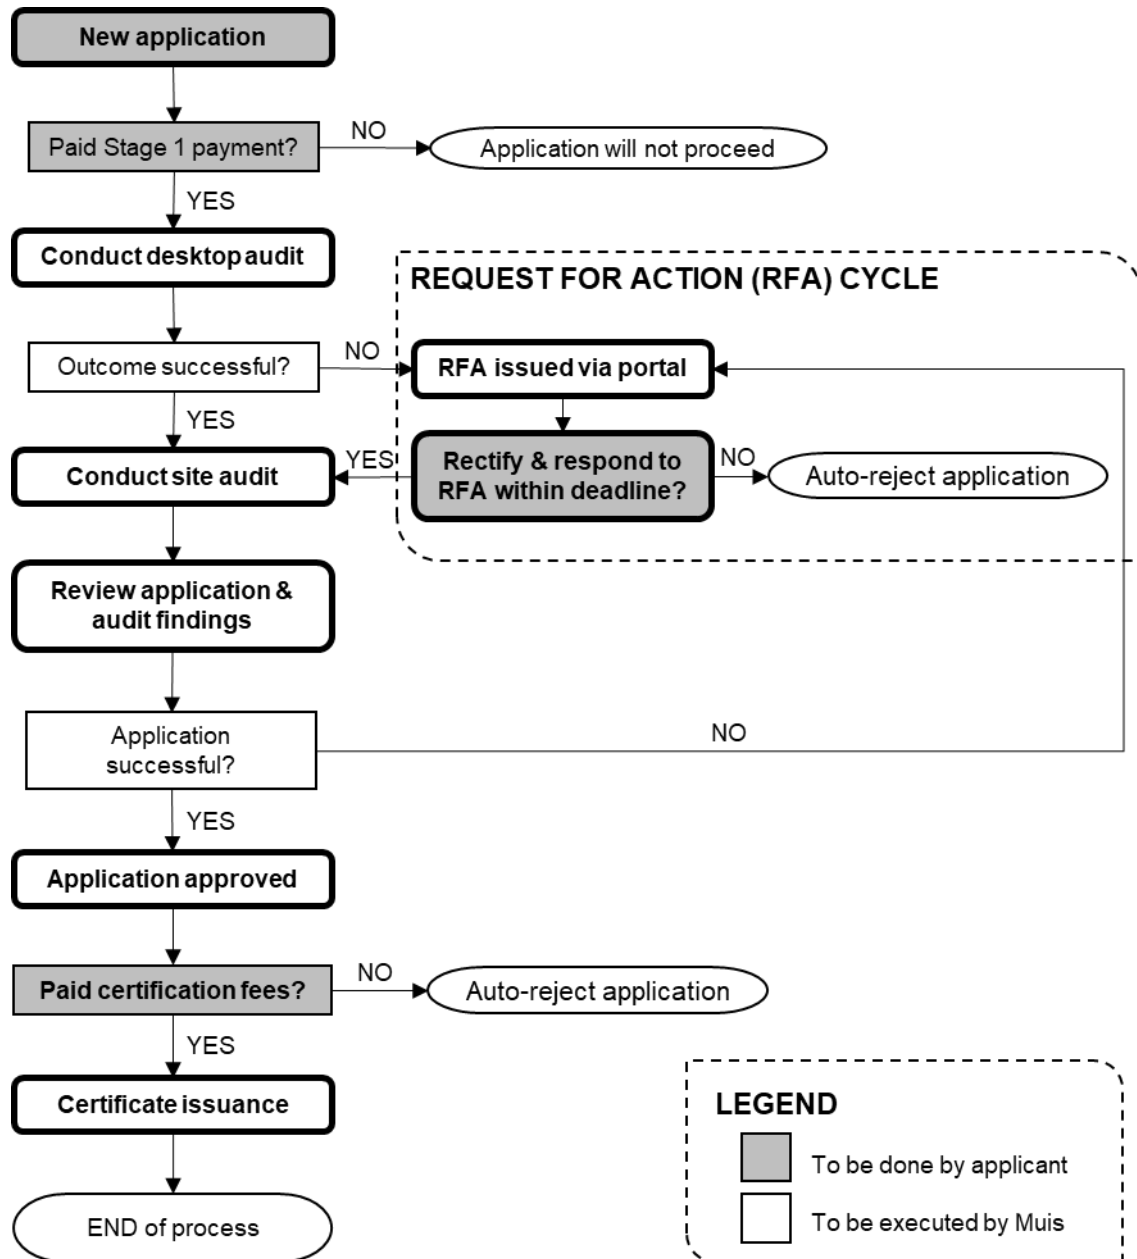 New application
Paid Stage 1 payment?
NO
Application will not proceed
YES
Conduct desktop audit
REQUEST FOR ACTION (RFA) CYCLE
Outcome successful?
NO
RFA issued via portal
YES
Conduct site audit
YES
Rectify & respond to
RFA within deadline?
NO
Auto-reject application
Review application &
audit findings
Application
successful?
NO
YES
Application approved
Paid certification fees?
NO
Auto-reject application
YES
Certificate issuance
END of process
LEGEND
To be done by applicant
To be executed by Muis